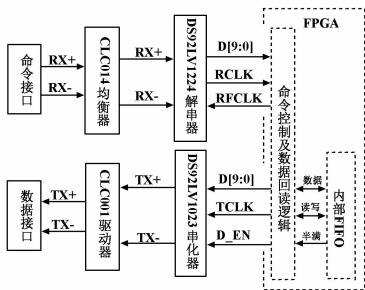 FPGA
命令接口
RX+
RX-
CLC014均衡器
RX+
RX-
DS92LV1224解串器
D[9:0]
RCLK
RFCLK
命令控制及数据回读逻辑
数据接口
TX+
TX-
CLC001驱动器
TX+
TX-
DS92LV1023串化器
D[9:0]
TCLK
D_EN
数据
读写
半满
内部FIFO